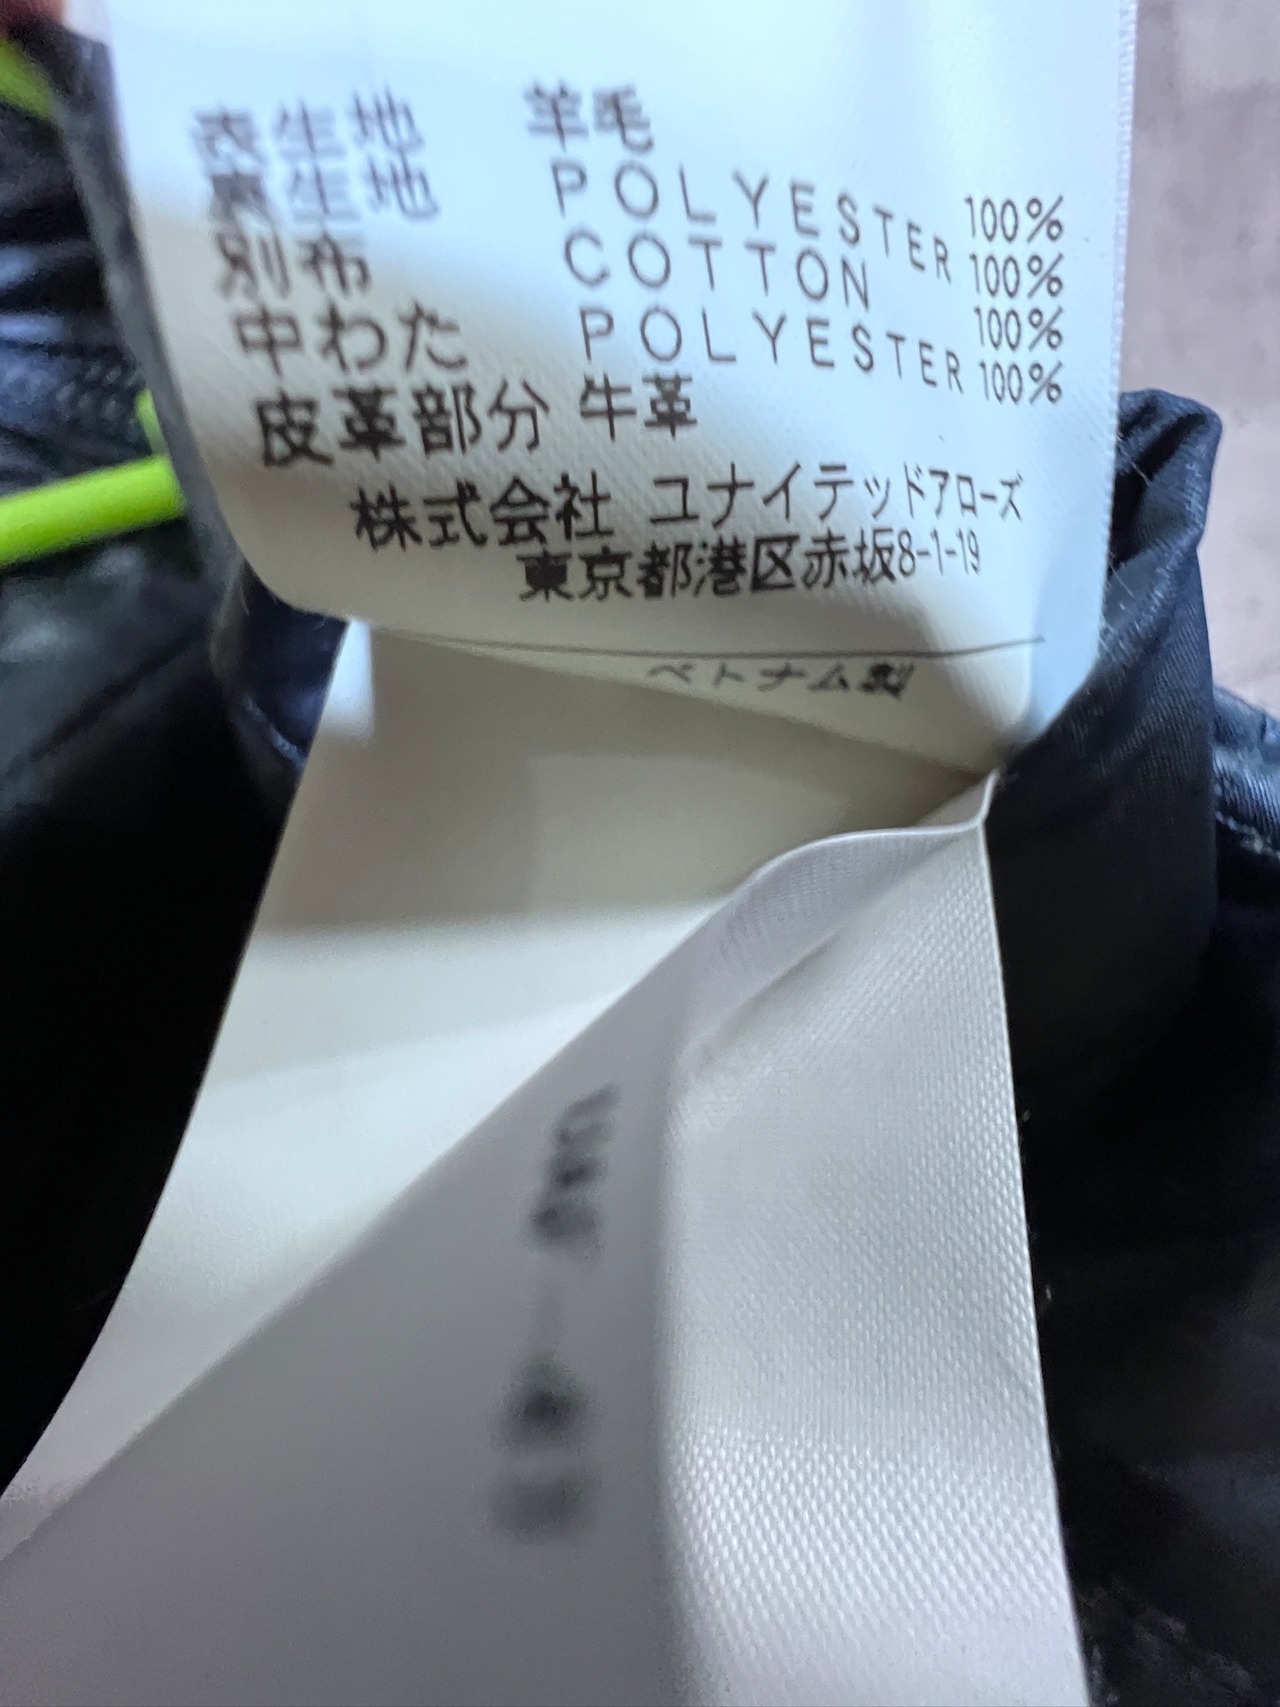 表生地 羊毛 100%
裏生地 POLYESTER 100%
別布 COTTON 100%
中わた POLYESTER 100%
皮革部分 牛革
株式会社 ユナイテッドアローズ
東京都港区赤坂8-1-19
ベトナム製